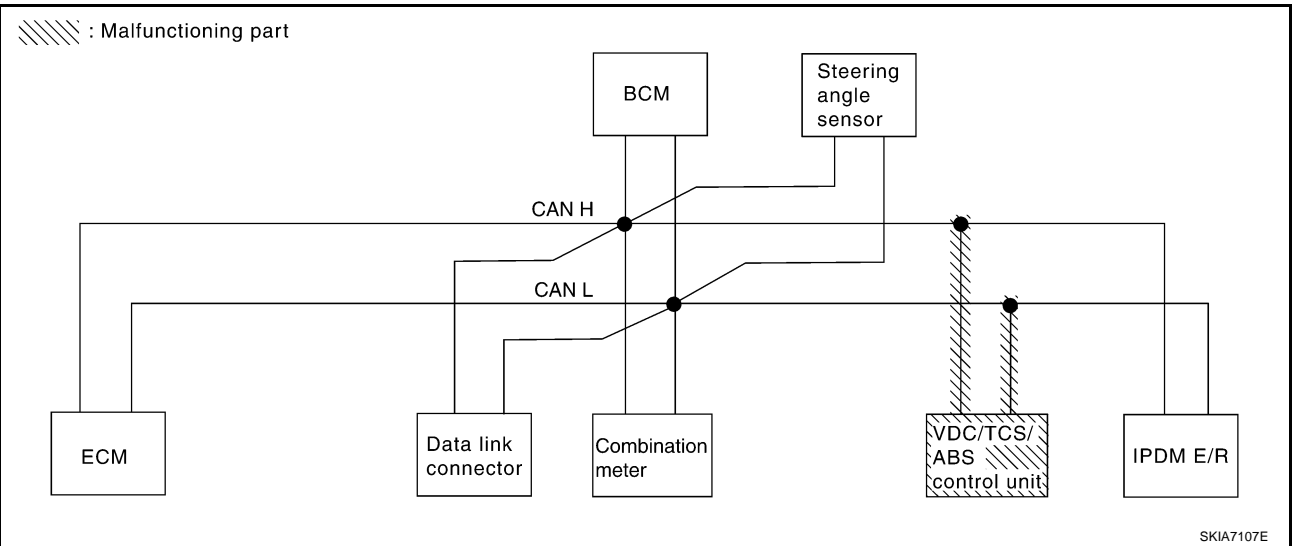 : Malfunctioning part
BCM
Steering
angle
sensor
CAN H
CAN L
ECM
Data link
connector
Combination
meter
VDC/TCS/
ABS
control unit
IPDM E/R
SKIA7107E